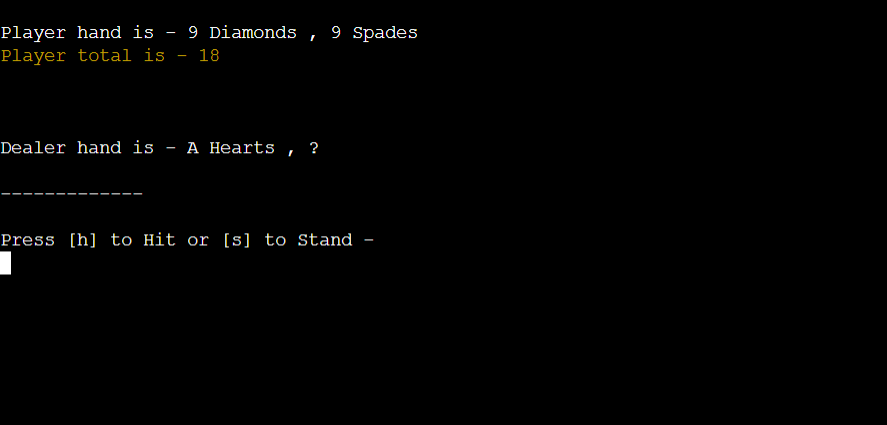 Player hand is - 9 Diamonds , 9 Spades
Player total is - 18
Dealer hand is - A Hearts , ?
-------------
Press [h] to Hit or [s] to Stand -